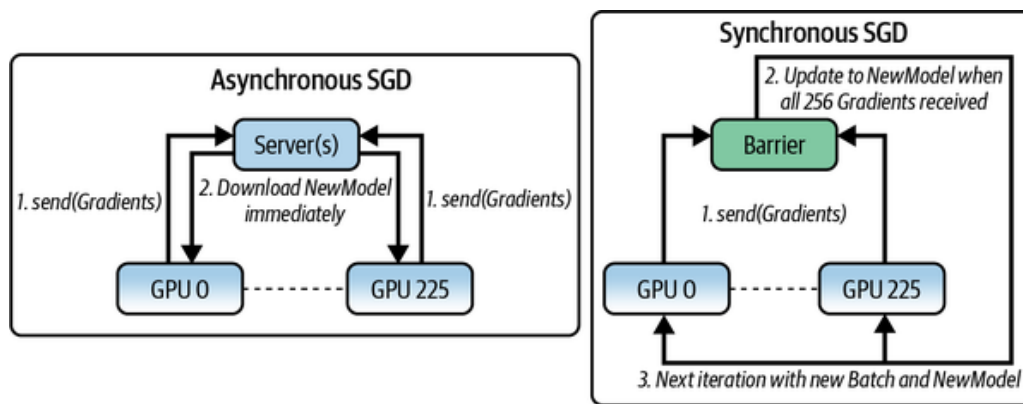 Asynchronous SGD
Server(s)
1. send(Gradients)
2. Download NewModel
immediately
1. send(Gradients)
GPU 0
GPU 225
Synchronous SGD
2. Update to NewModel when
all 256 Gradients received
Barrier
1. send(Gradients)
GPU 0
GPU 225
3. Next iteration with new Batch and NewModel